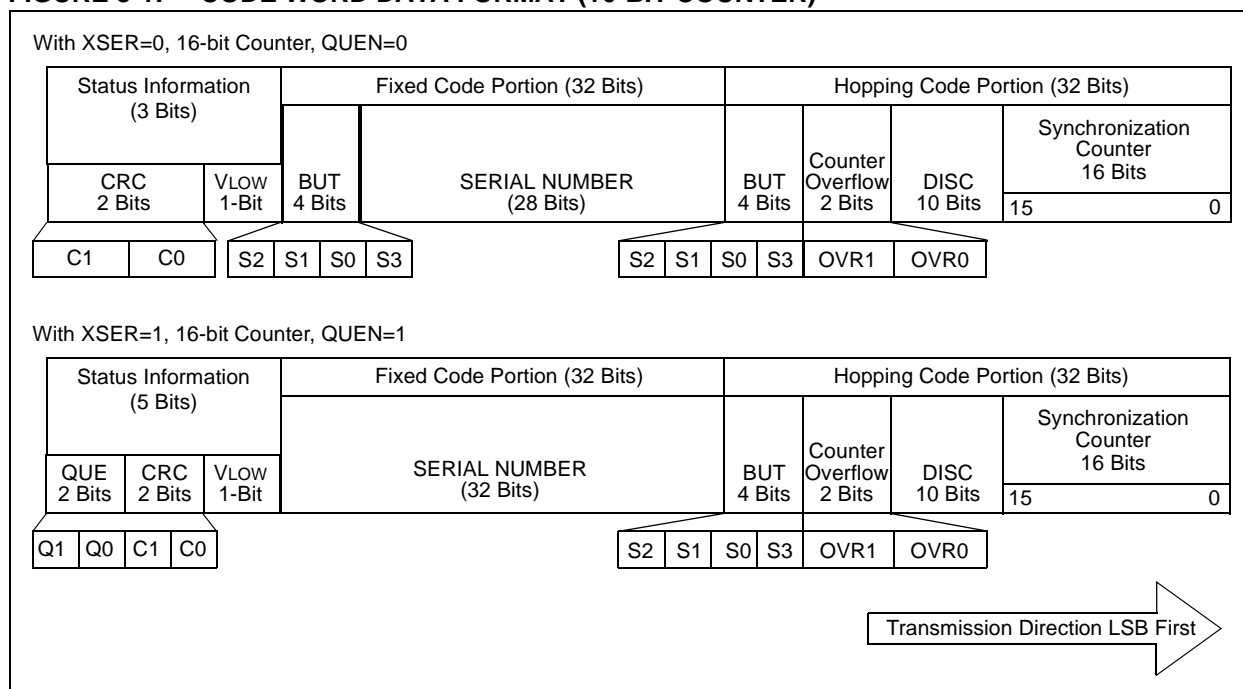 FIGURE 3-4: CODE WORD DATA FORMAT (16-BIT COUNTER)
With XSER=0, 16-bit Counter, QUEN=0
Status Information
(3 Bits)
Fixed Code Portion (32 Bits)
Hopping Code Portion (32 Bits)
CRC
2 Bits
VLOW
1-Bit
BUT
4 Bits
SERIAL NUMBER
(28 Bits)
BUT
4 Bits
Counter
Overflow
2 Bits
DISC
10 Bits
Synchronization
Counter
16 Bits
15 0
C1 C0
S2 S1 S0 S3
S2 S1 S0 S3 OVR1 OVR0
With XSER=1, 16-bit Counter, QUEN=1
Status Information
(5 Bits)
Fixed Code Portion (32 Bits)
Hopping Code Portion (32 Bits)
QUE
2 Bits
CRC
2 Bits
VLOW
1-Bit
SERIAL NUMBER
(32 Bits)
BUT
4 Bits
Counter
Overflow
2 Bits
DISC
10 Bits
Synchronization
Counter
16 Bits
15 0
Q1 Q0 C1 C0
S2 S1 S0 S3 OVR1 OVR0
Transmission Direction LSB First